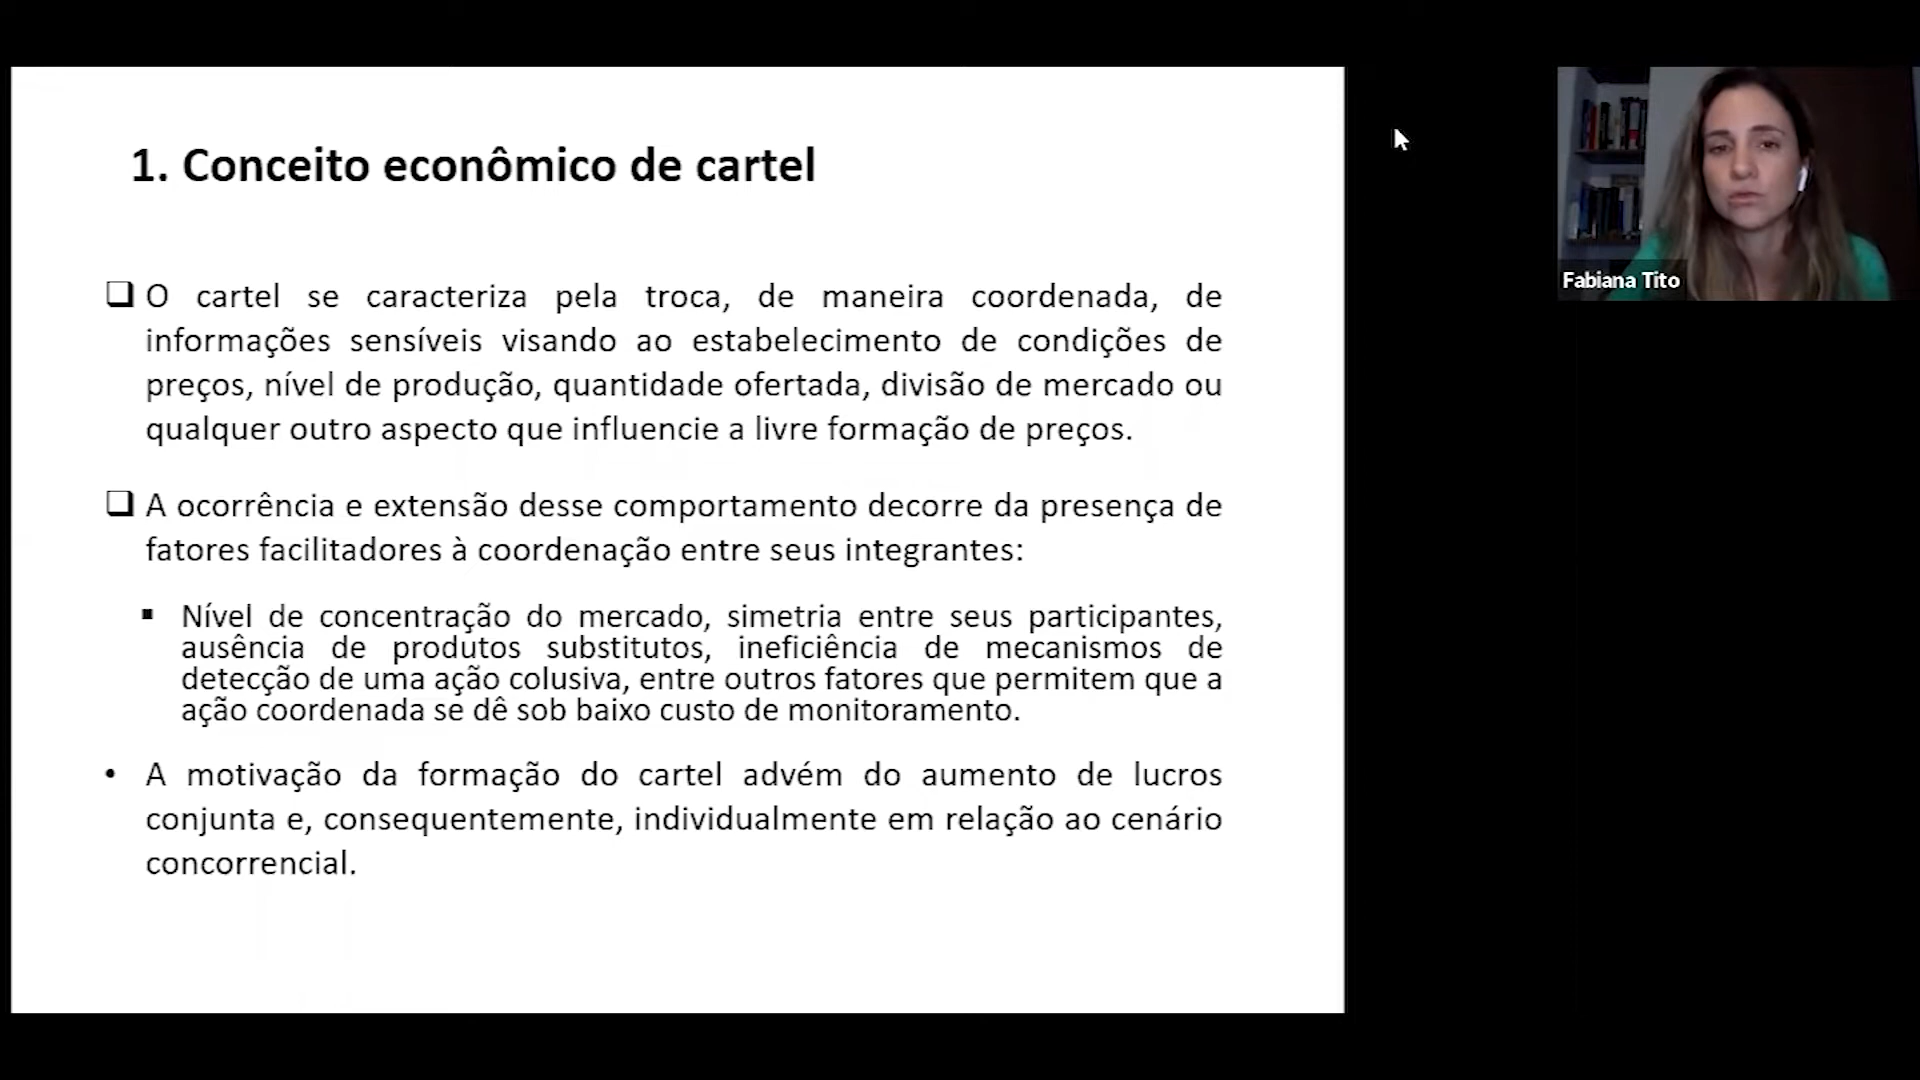 1. Conceito econômico de cartel
Fabiana Tito
O cartel se caracteriza pela troca, de maneira coordenada, de
informações sensíveis visando ao estabelecimento de condições de
preços, nível de produção, quantidade ofertada, divisão de mercado ou
qualquer outro aspecto que influencie a livre formação de preços.
A ocorrência e extensão desse comportamento decorre da presença de
fatores facilitadores à coordenação entre seus integrantes:
▪ Nível de concentração do mercado, simetria entre seus participantes,
ausência de produtos substitutos, ineficiência de mecanismos de
detecção de uma ação colusiva, entre outros fatores que permitem que a
ação coordenada se dê sob baixo custo de monitoramento.
• A motivação da formação do cartel advém do aumento de lucros
conjunta e, consequentemente, individualmente em relação ao cenário
concorrencial.